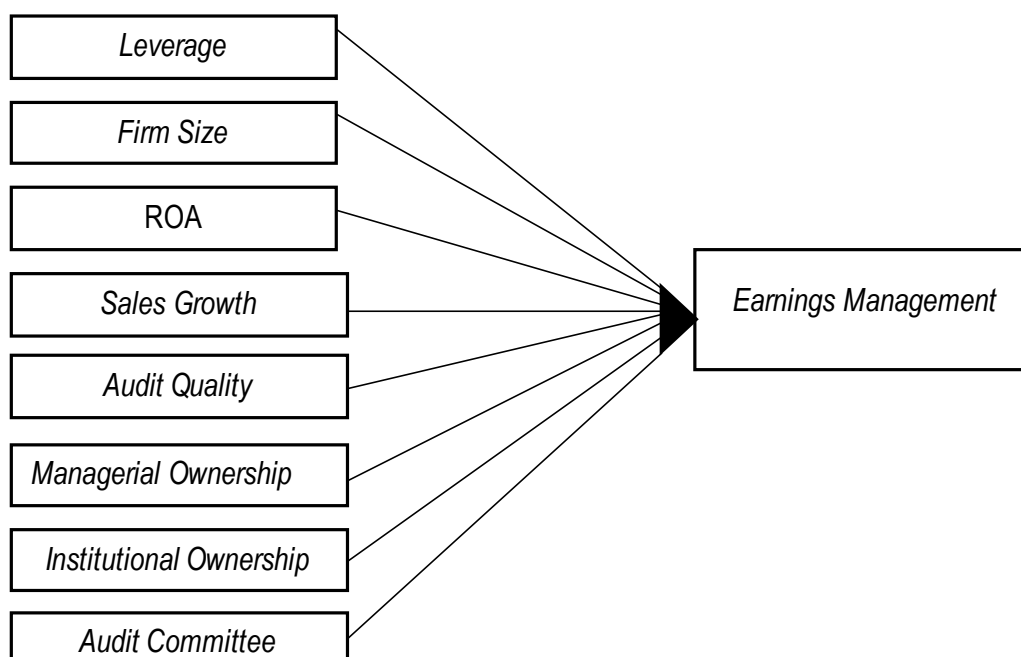 Leverage
Firm Size
ROA
Sales Growth
Earnings Management
Audit Quality
Managerial Ownership
Institutional Ownership
Audit Committee